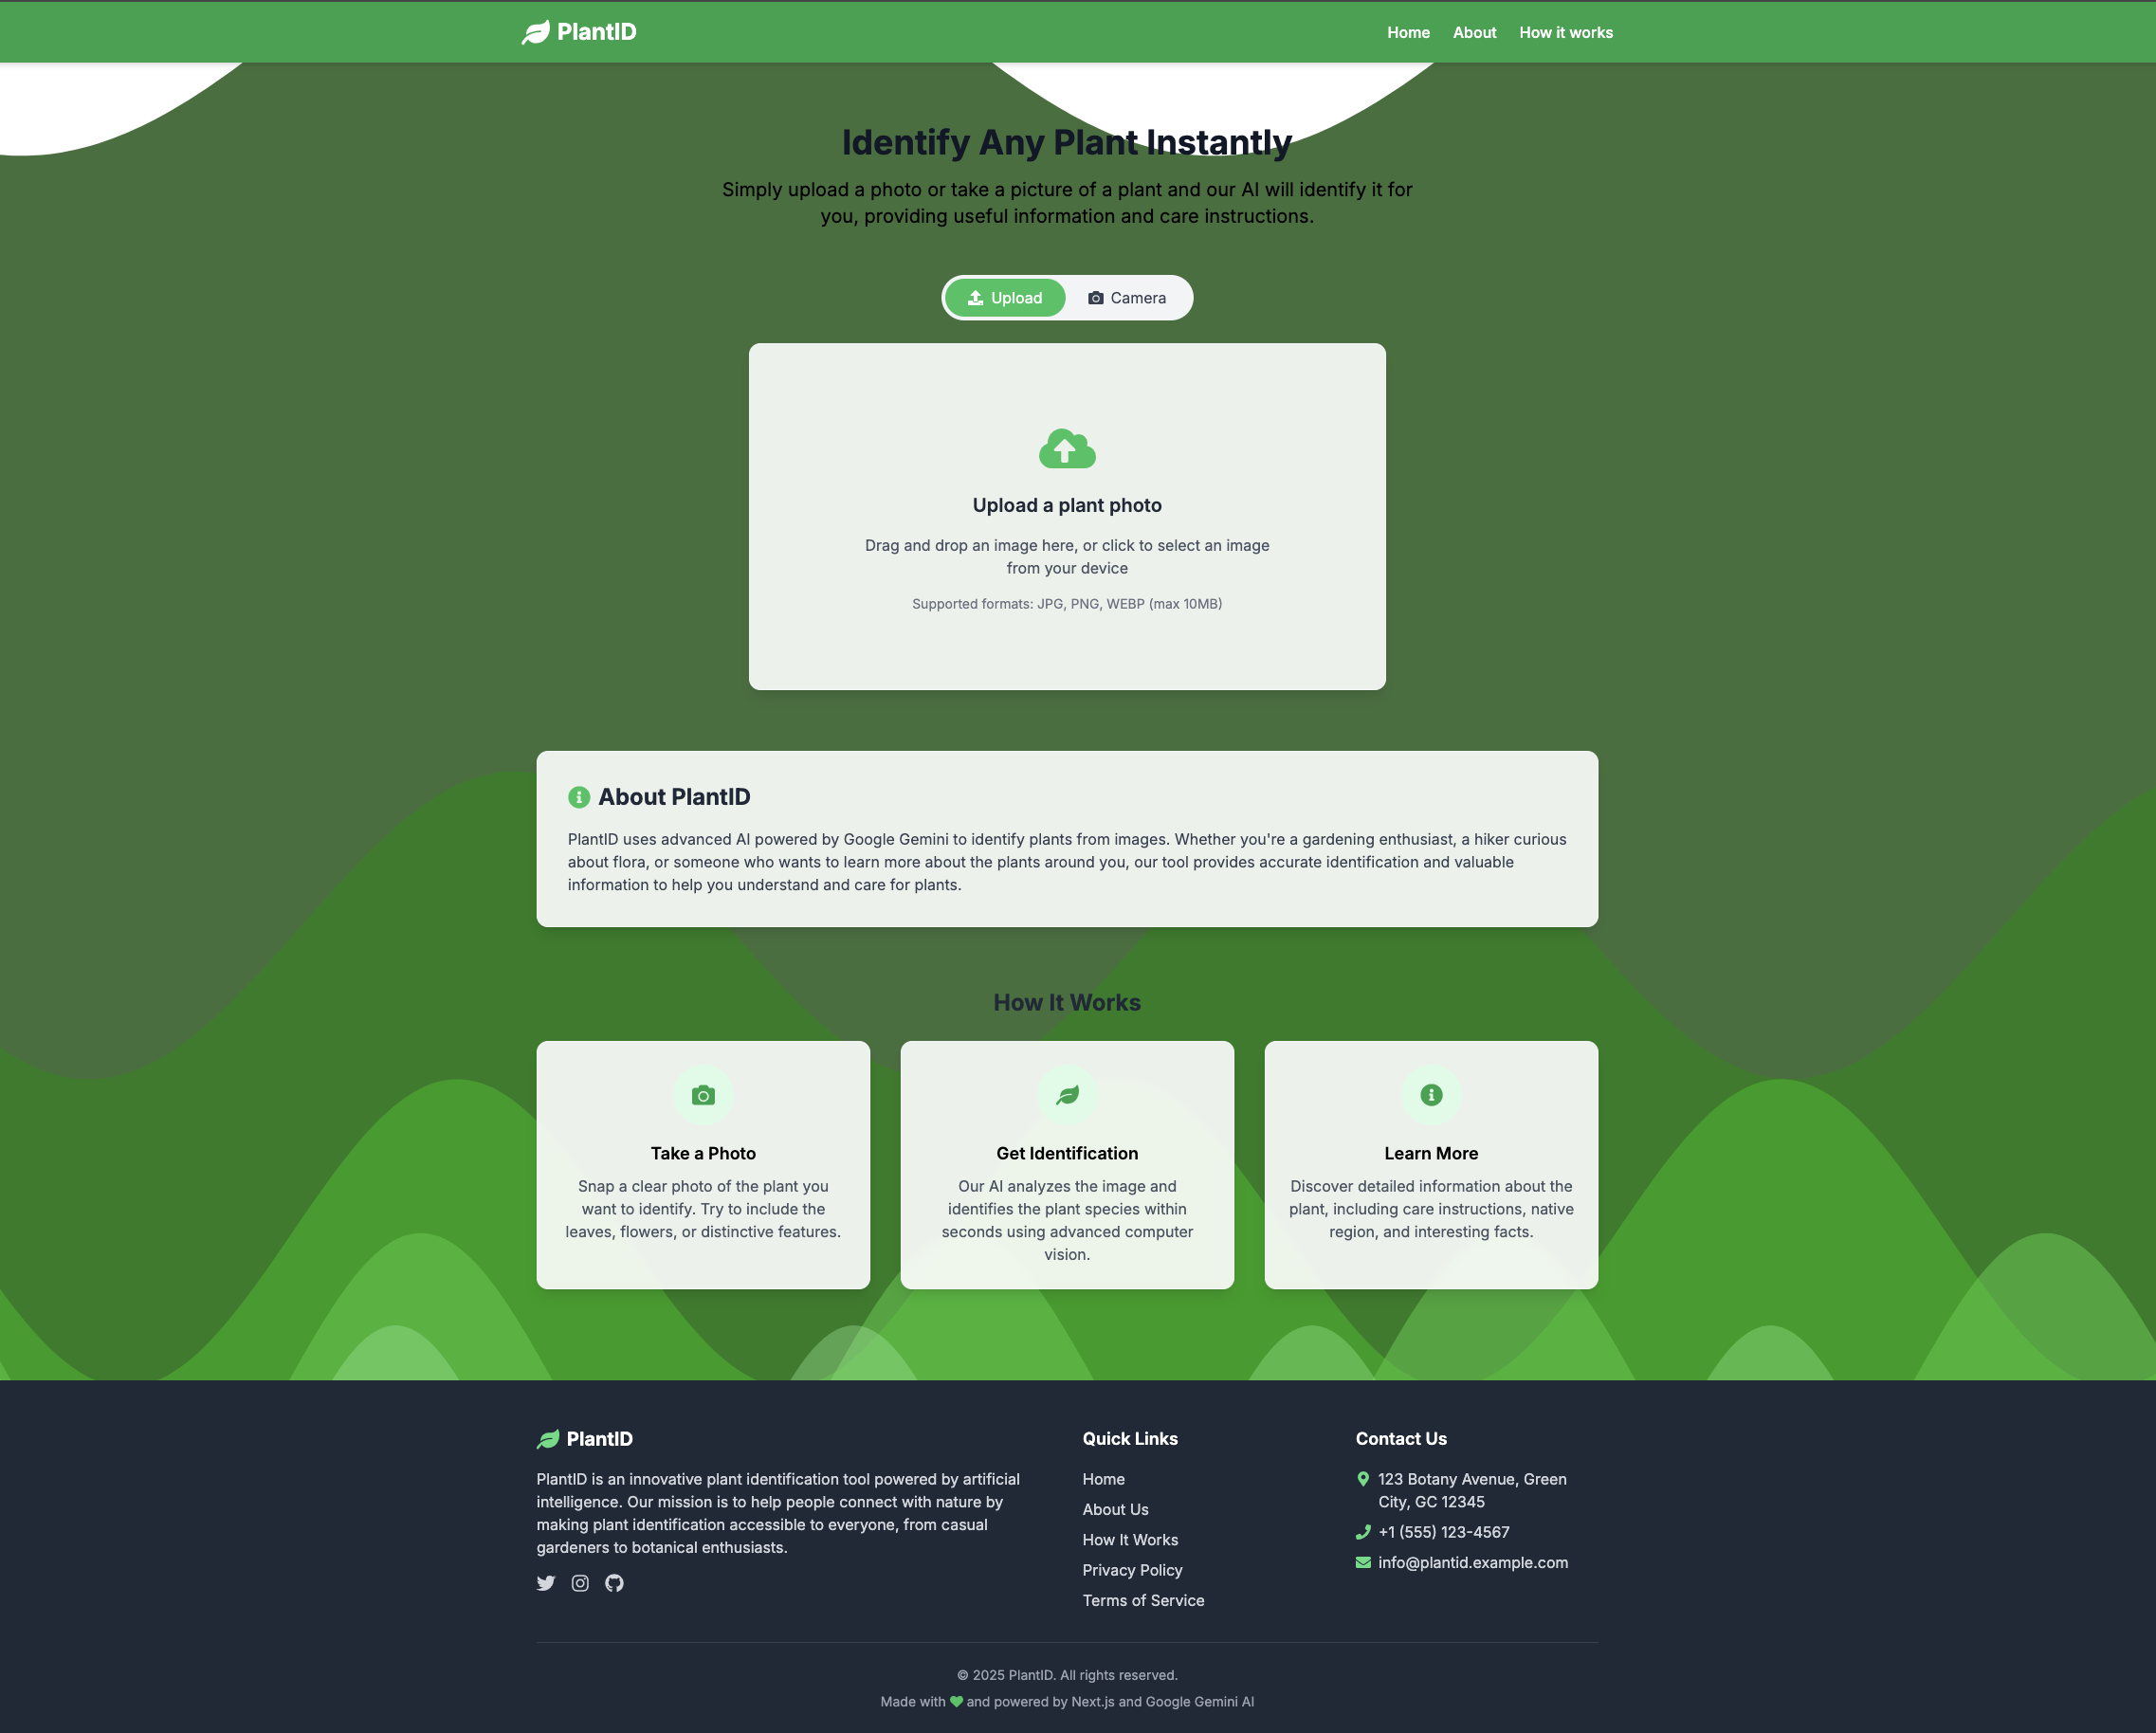 PlantID
Home
About
How it works
Identify Any Plant Instantly
Simply upload a photo or take a picture of a plant and our AI will identify it for
you, providing useful information and care instructions.
Upload
Camera
Upload a plant photo
Drag and drop an image here, or click to select an image
from your device
Supported formats: JPG, PNG, WEBP (max 10MB)
About PlantID
PlantID uses advanced AI powered by Google Gemini to identify plants from images. Whether you're a gardening enthusiast, a hiker curious
about flora, or someone who wants to learn more about the plants around you, our tool provides accurate identification and valuable
information to help you understand and care for plants.
How It Works
Take a Photo
Snap a clear photo of the plant you
want to identify. Try to include the
leaves, flowers, or distinctive features.
Get Identification
Our AI analyzes the image and
identifies the plant species within
seconds using advanced computer
vision.
Learn More
Discover detailed information about the
plant, including care instructions, native
region, and interesting facts.
PlantID
PlantID is an innovative plant identification tool powered by artificial
intelligence. Our mission is to help people connect with nature by
making plant identification accessible to everyone, from casual
gardeners to botanical enthusiasts.
Quick Links
Home
About Us
How It Works
Privacy Policy
Terms of Service
Contact Us
123 Botany Avenue, Green
City, GC 12345
+1 (555) 123-4567
info@plantid.example.com
© 2025 PlantID. All rights reserved.
Made with and powered by Next.js and Google Gemini AI